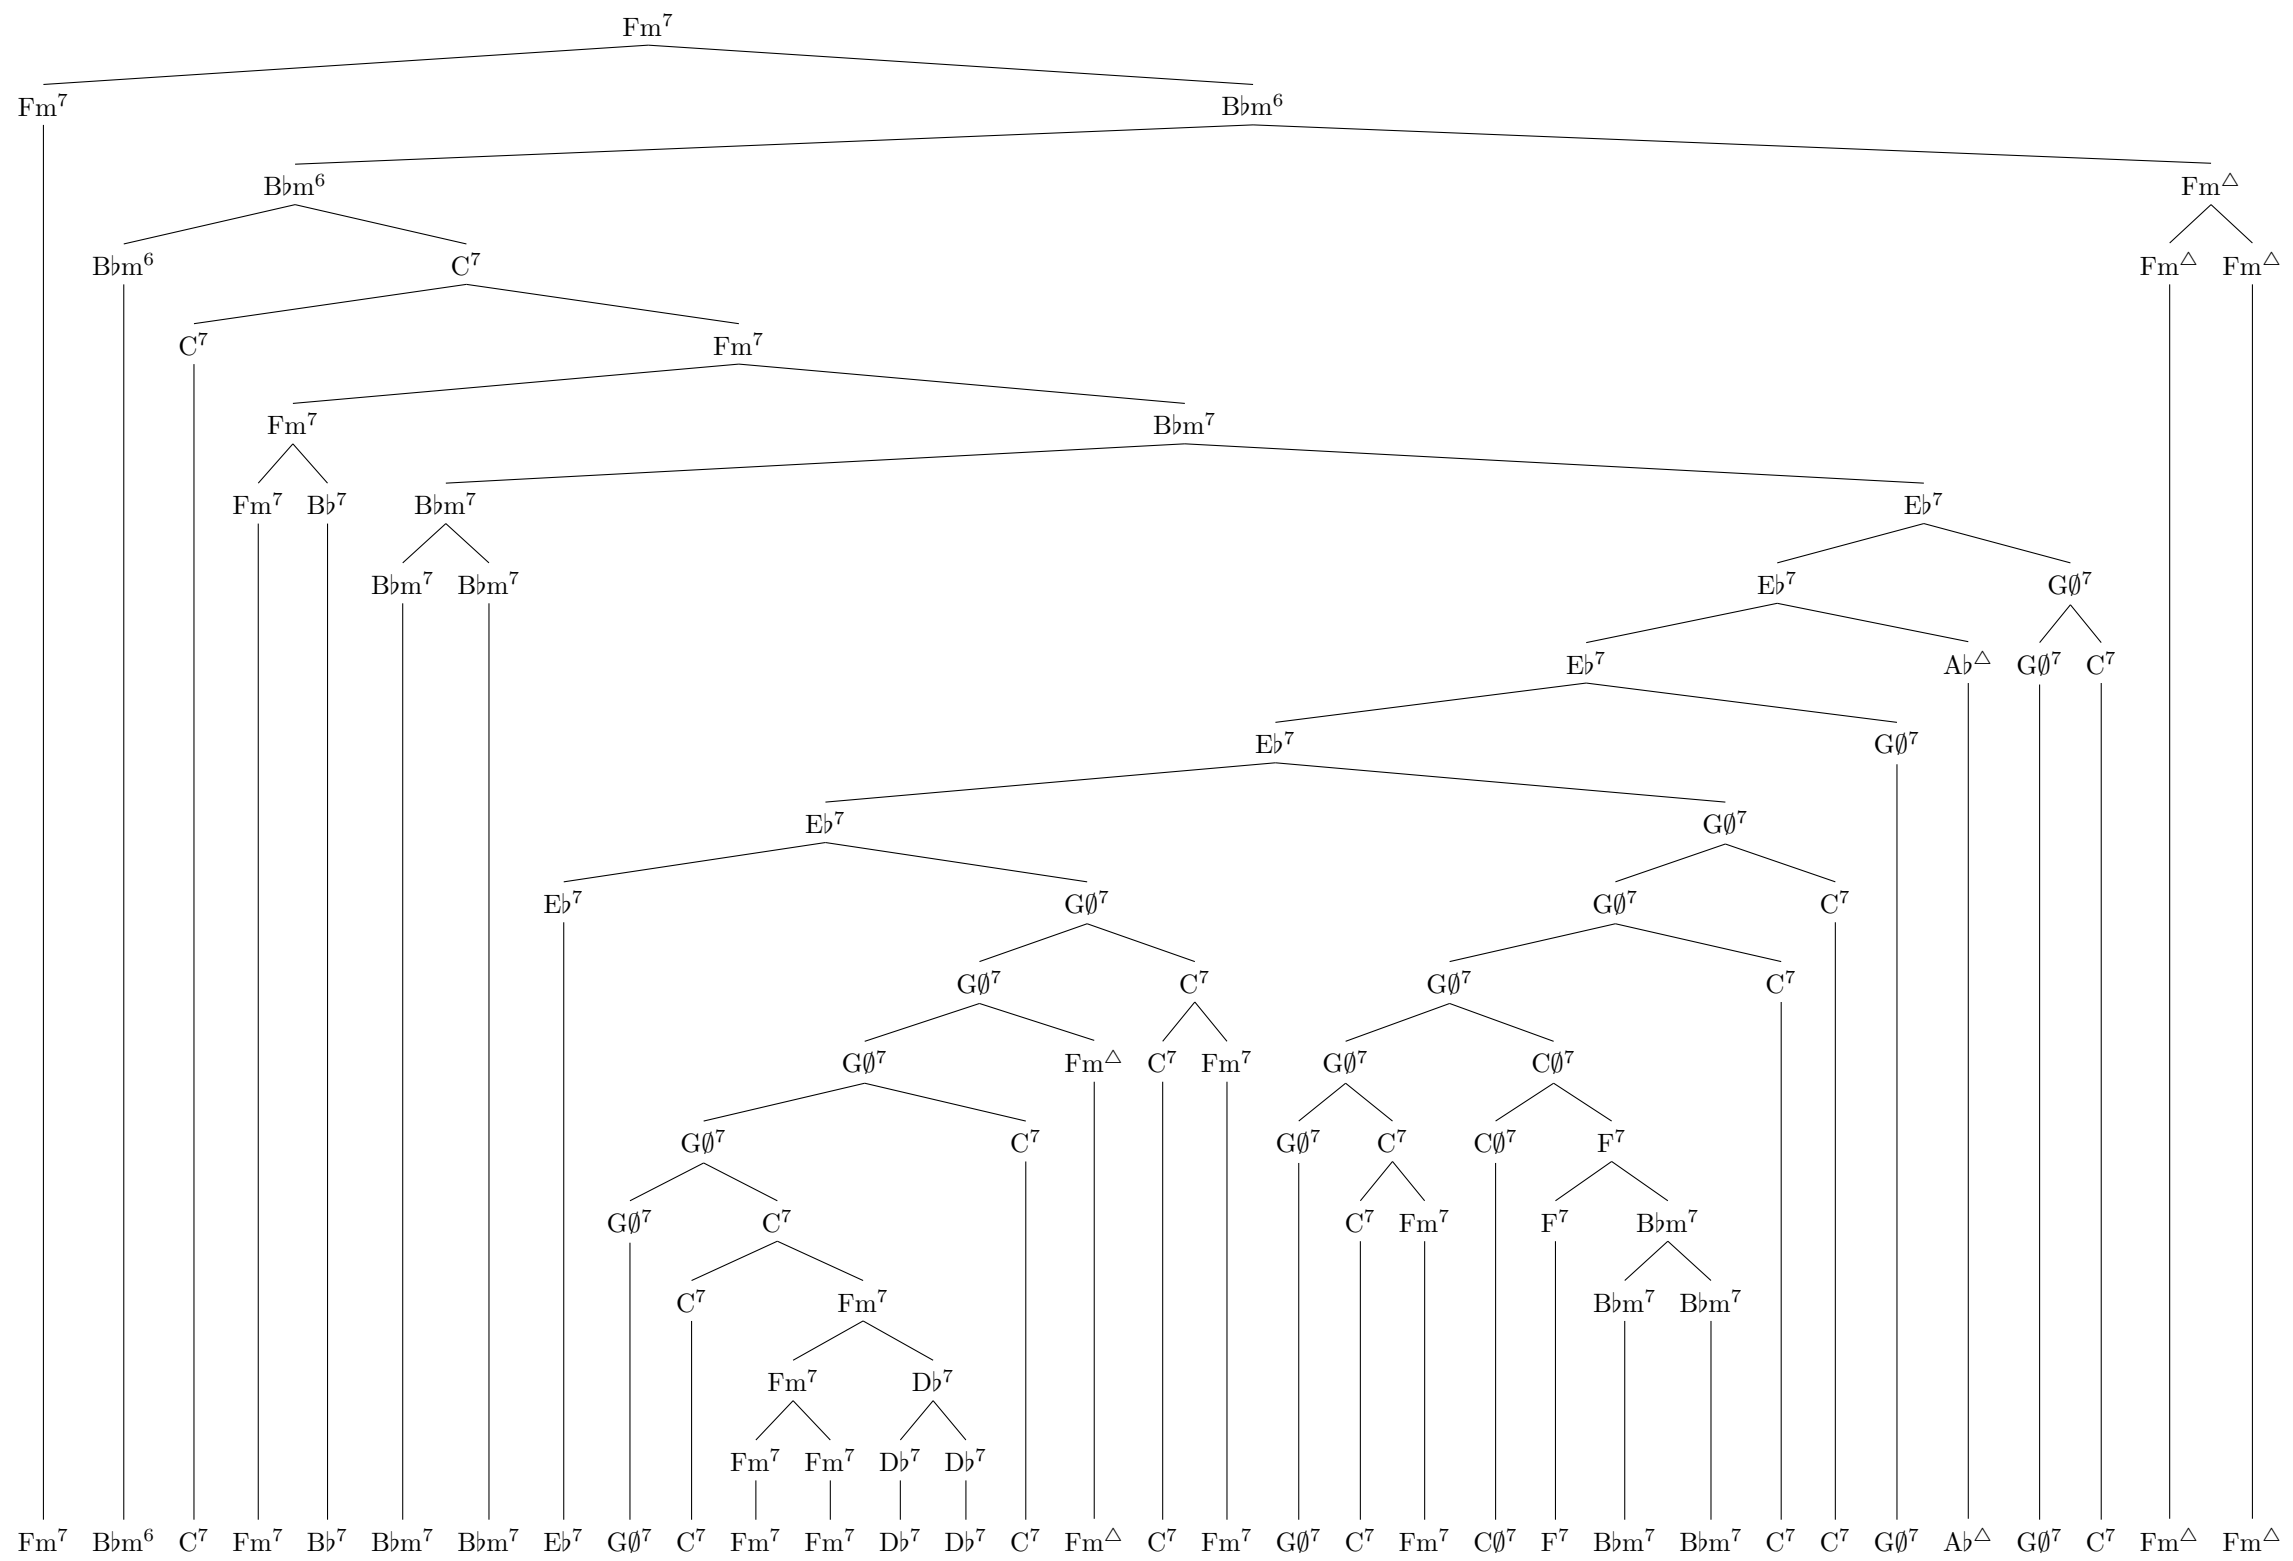 Fm⁷
Fm⁷ B♭m⁶
B♭m⁶ Fm△
B♭m⁶ C⁷ Fm△ Fm△
C⁷ Fm⁷
Fm⁷ B♭m⁷
Fm⁷ B♭⁷ B♭m⁷ E♭⁷
B♭m⁷ B♭m⁷ E♭⁷ G∅⁷
E♭⁷ A♭△ G∅⁷ C⁷
E♭⁷ G∅⁷
E♭⁷ G∅⁷
E♭⁷ G∅⁷ G∅⁷ C⁷
G∅⁷ C⁷ G∅⁷ C⁷
G∅⁷ Fm△ C⁷ Fm⁷ G∅⁷ C∅⁷
G∅⁷ C⁷ G∅⁷ C⁷ C∅⁷ F⁷
G∅⁷ C⁷ C⁷ Fm⁷ F⁷ B♭m⁷
C⁷ Fm⁷ B♭m⁷ B♭m⁷
Fm⁷ D♭⁷
Fm⁷ Fm⁷ D♭⁷ D♭⁷
Fm⁷ B♭m⁶ C⁷ Fm⁷ B♭⁷ B♭m⁷ B♭m⁷ E♭⁷ G∅⁷ C⁷ Fm⁷ Fm⁷ D♭⁷ D♭⁷ C⁷ Fm△ C⁷ Fm⁷ G∅⁷ C⁷ Fm⁷ C∅⁷ F⁷ B♭m⁷ B♭m⁷ C⁷ C⁷ G∅⁷ A♭△ G∅⁷ C⁷ Fm△ Fm△